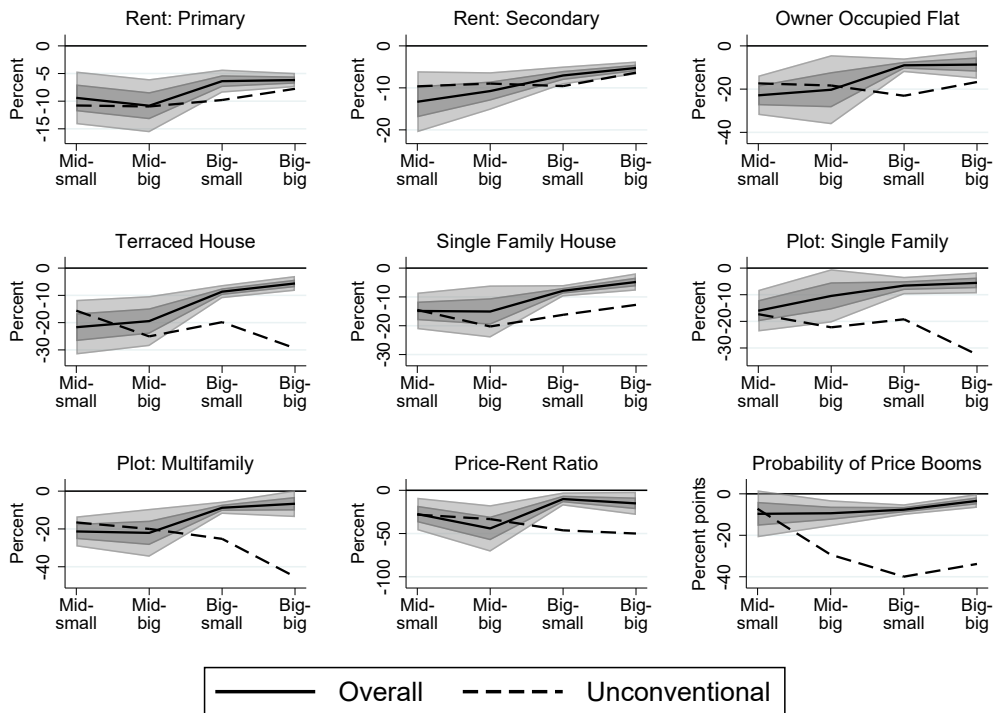 Rent: Primary
Percent
0
-5
-10
-15
Mid-small
Mid-big
Big-small
Big-big
Rent: Secondary
Percent
0
-10
-20
Mid-small
Mid-big
Big-small
Big-big
Owner Occupied Flat
Percent
0
-20
-40
Mid-small
Mid-big
Big-small
Big-big
Terraced House
Percent
0
-10
-20
-30
Mid-small
Mid-big
Big-small
Big-big
Single Family House
Percent
0
-10
-20
-30
Mid-small
Mid-big
Big-small
Big-big
Plot: Single Family
Percent
0
-10
-20
-30
Mid-small
Mid-big
Big-small
Big-big
Plot: Multifamily
Percent
0
-20
-40
Mid-small
Mid-big
Big-small
Big-big
Price-Rent Ratio
Percent
0
-50
-100
Mid-small
Mid-big
Big-small
Big-big
Probability of Price Booms
Percent points
0
-20
-40
Mid-small
Mid-big
Big-small
Big-big
Overall
Unconventional